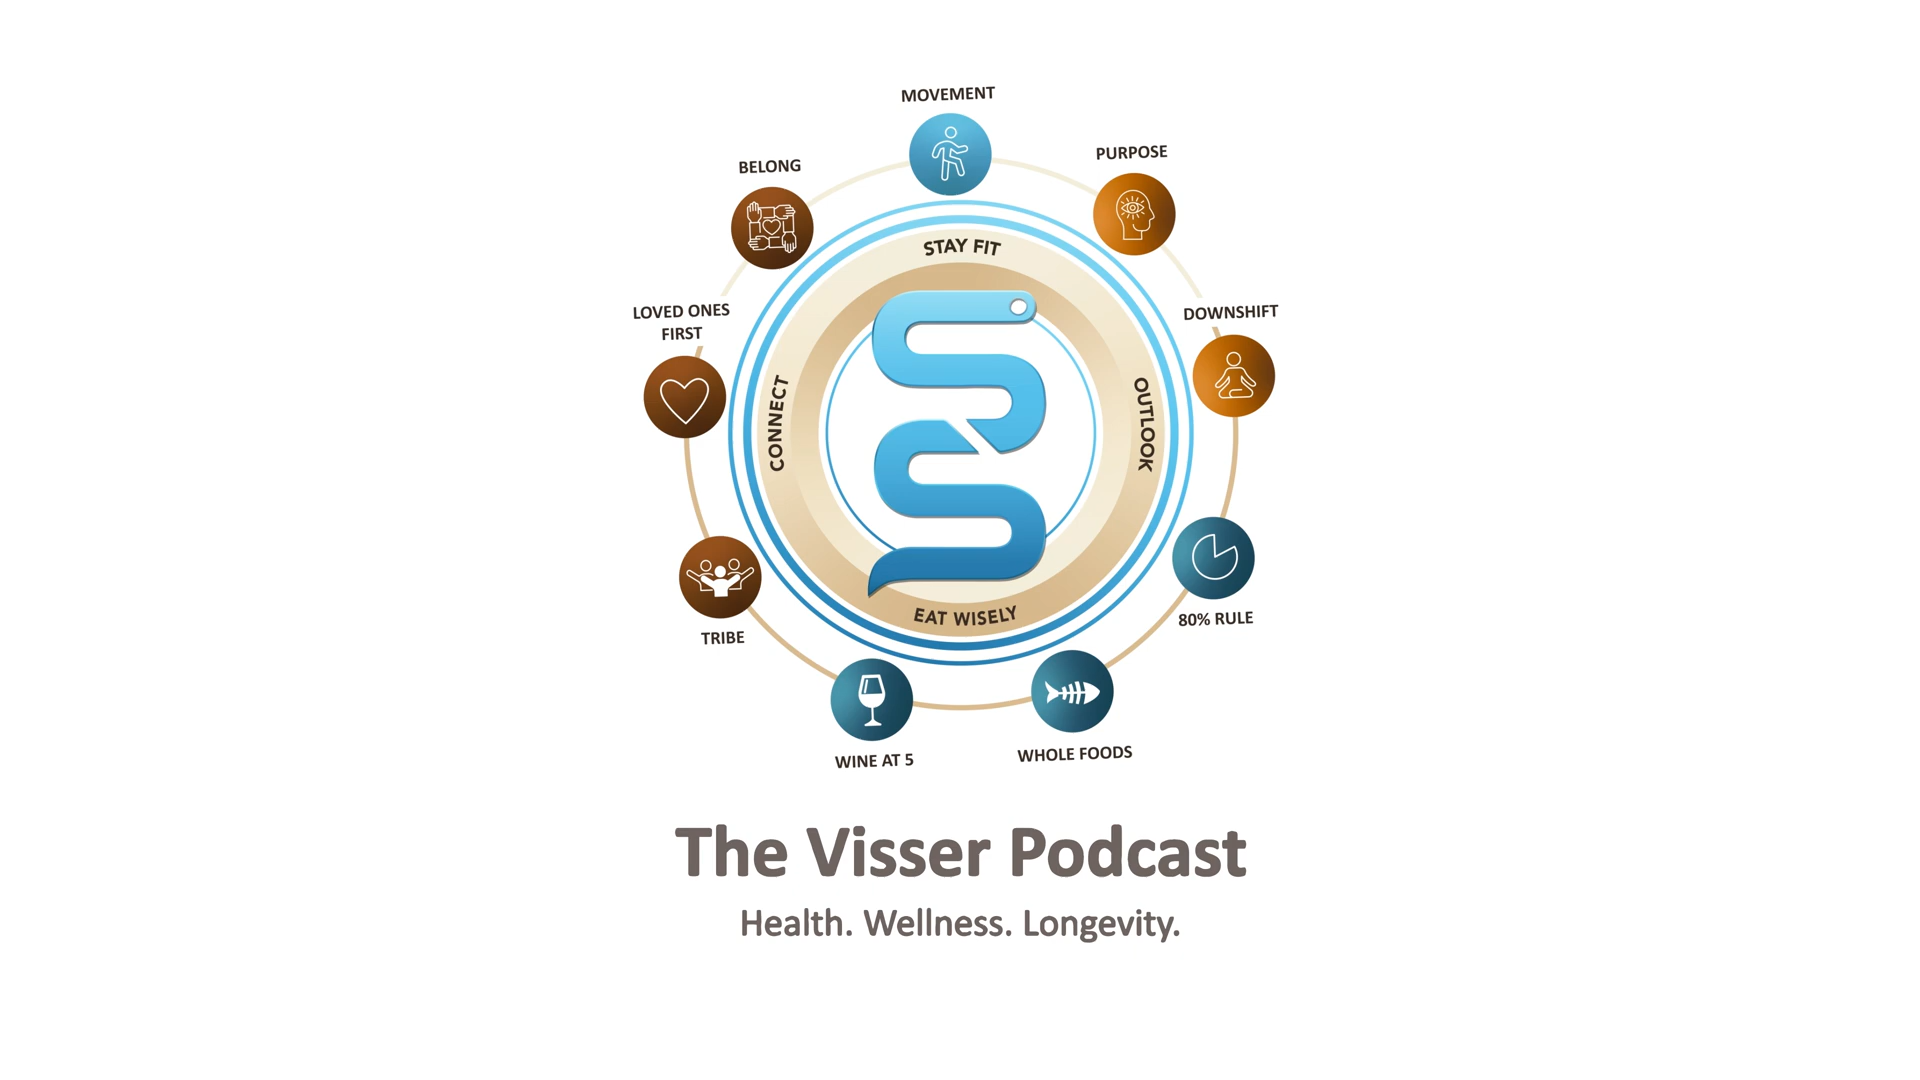 MOVEMENT
PURPOSE
BELONG
STAY FIT
LOVED ONES
FIRST
DOWNSHIFT
CONNECT
OUTLOOK
EAT WISELY
80% RULE
TRIBE
WHOLE FOODS
WINE AT 5
The Visser Podcast
Health. Wellness. Longevity.